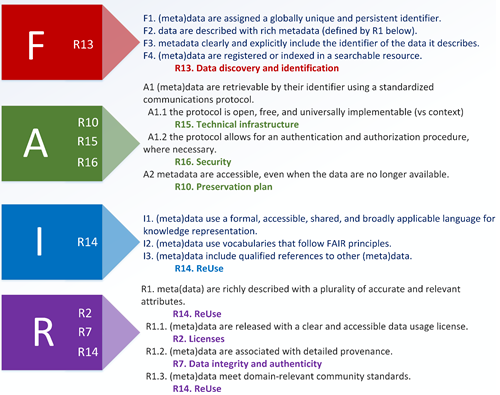 F
R13
F1. (meta)data are assigned a globally unique and persistent identifier.
F2. data are described with rich metadata (defined by R1 below).
F3. metadata clearly and explicitly include the identifier of the data it describes.
F4. (meta)data are registered or indexed in a searchable resource.
R13. Data discovery and identification
A
R10
R15
R16
A1 (meta)data are retrievable by their identifier using a standardized
communications protocol.
A1.1 the protocol is open, free, and universally implementable (vs context)
R15. Technical infrastructure
A1.2 the protocol allows for an authentication and authorization procedure,
where necessary.
R16. Security
A2 metadata are accessible, even when the data are no longer available.
R10. Preservation plan
I
R14
I1. (meta)data use a formal, accessible, shared, and broadly applicable language for
knowledge representation.
I2. (meta)data use vocabularies that follow FAIR principles.
I3. (meta)data include qualified references to other (meta)data.
R14. ReUse
R
R2
R7
R14
R1. meta(data) are richly described with a plurality of accurate and relevant
attributes.
R14. ReUse
R1.1. (meta)data are released with a clear and accessible data usage license.
R2. Licenses
R1.2. (meta)data are associated with detailed provenance.
R7. Data integrity and authenticity
R1.3. (meta)data meet domain-relevant community standards.
R14. ReUse